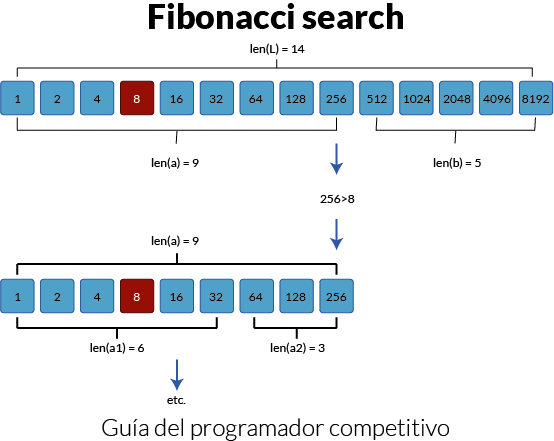 Fibonacci search
len(L) = 14
1 2 4 8 16 32 64 128 256 512 1024 2048 4096 8192
len(a) = 9 len(b) = 5
256>8
len(a) = 9
1 2 4 8 16 32 64 128 256
len(a1) = 6 len(a2) = 3
etc.
Guía del programador competitivo